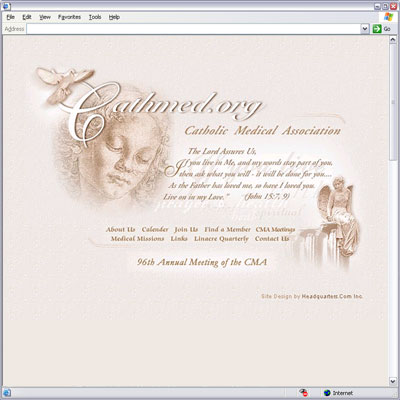 File Edit View Favorites Tools Help
Address Go
Cathmed.org
Catholic Medical Association
The Lord Assures Us,
If you live in Me, and my words stay part of you,
then ask what you will - it will be done for you....
As the Father has loved me, so have I loved you.
Live on in my Love." (John 15:7, 9)
About Us Calender Join Us Find a Member CMA Meetings
Medical Missions Links Linacre Quarterly Contact Us
96th Annual Meeting of the CMA
Site Design by Headquarters.Com Inc.
Internet